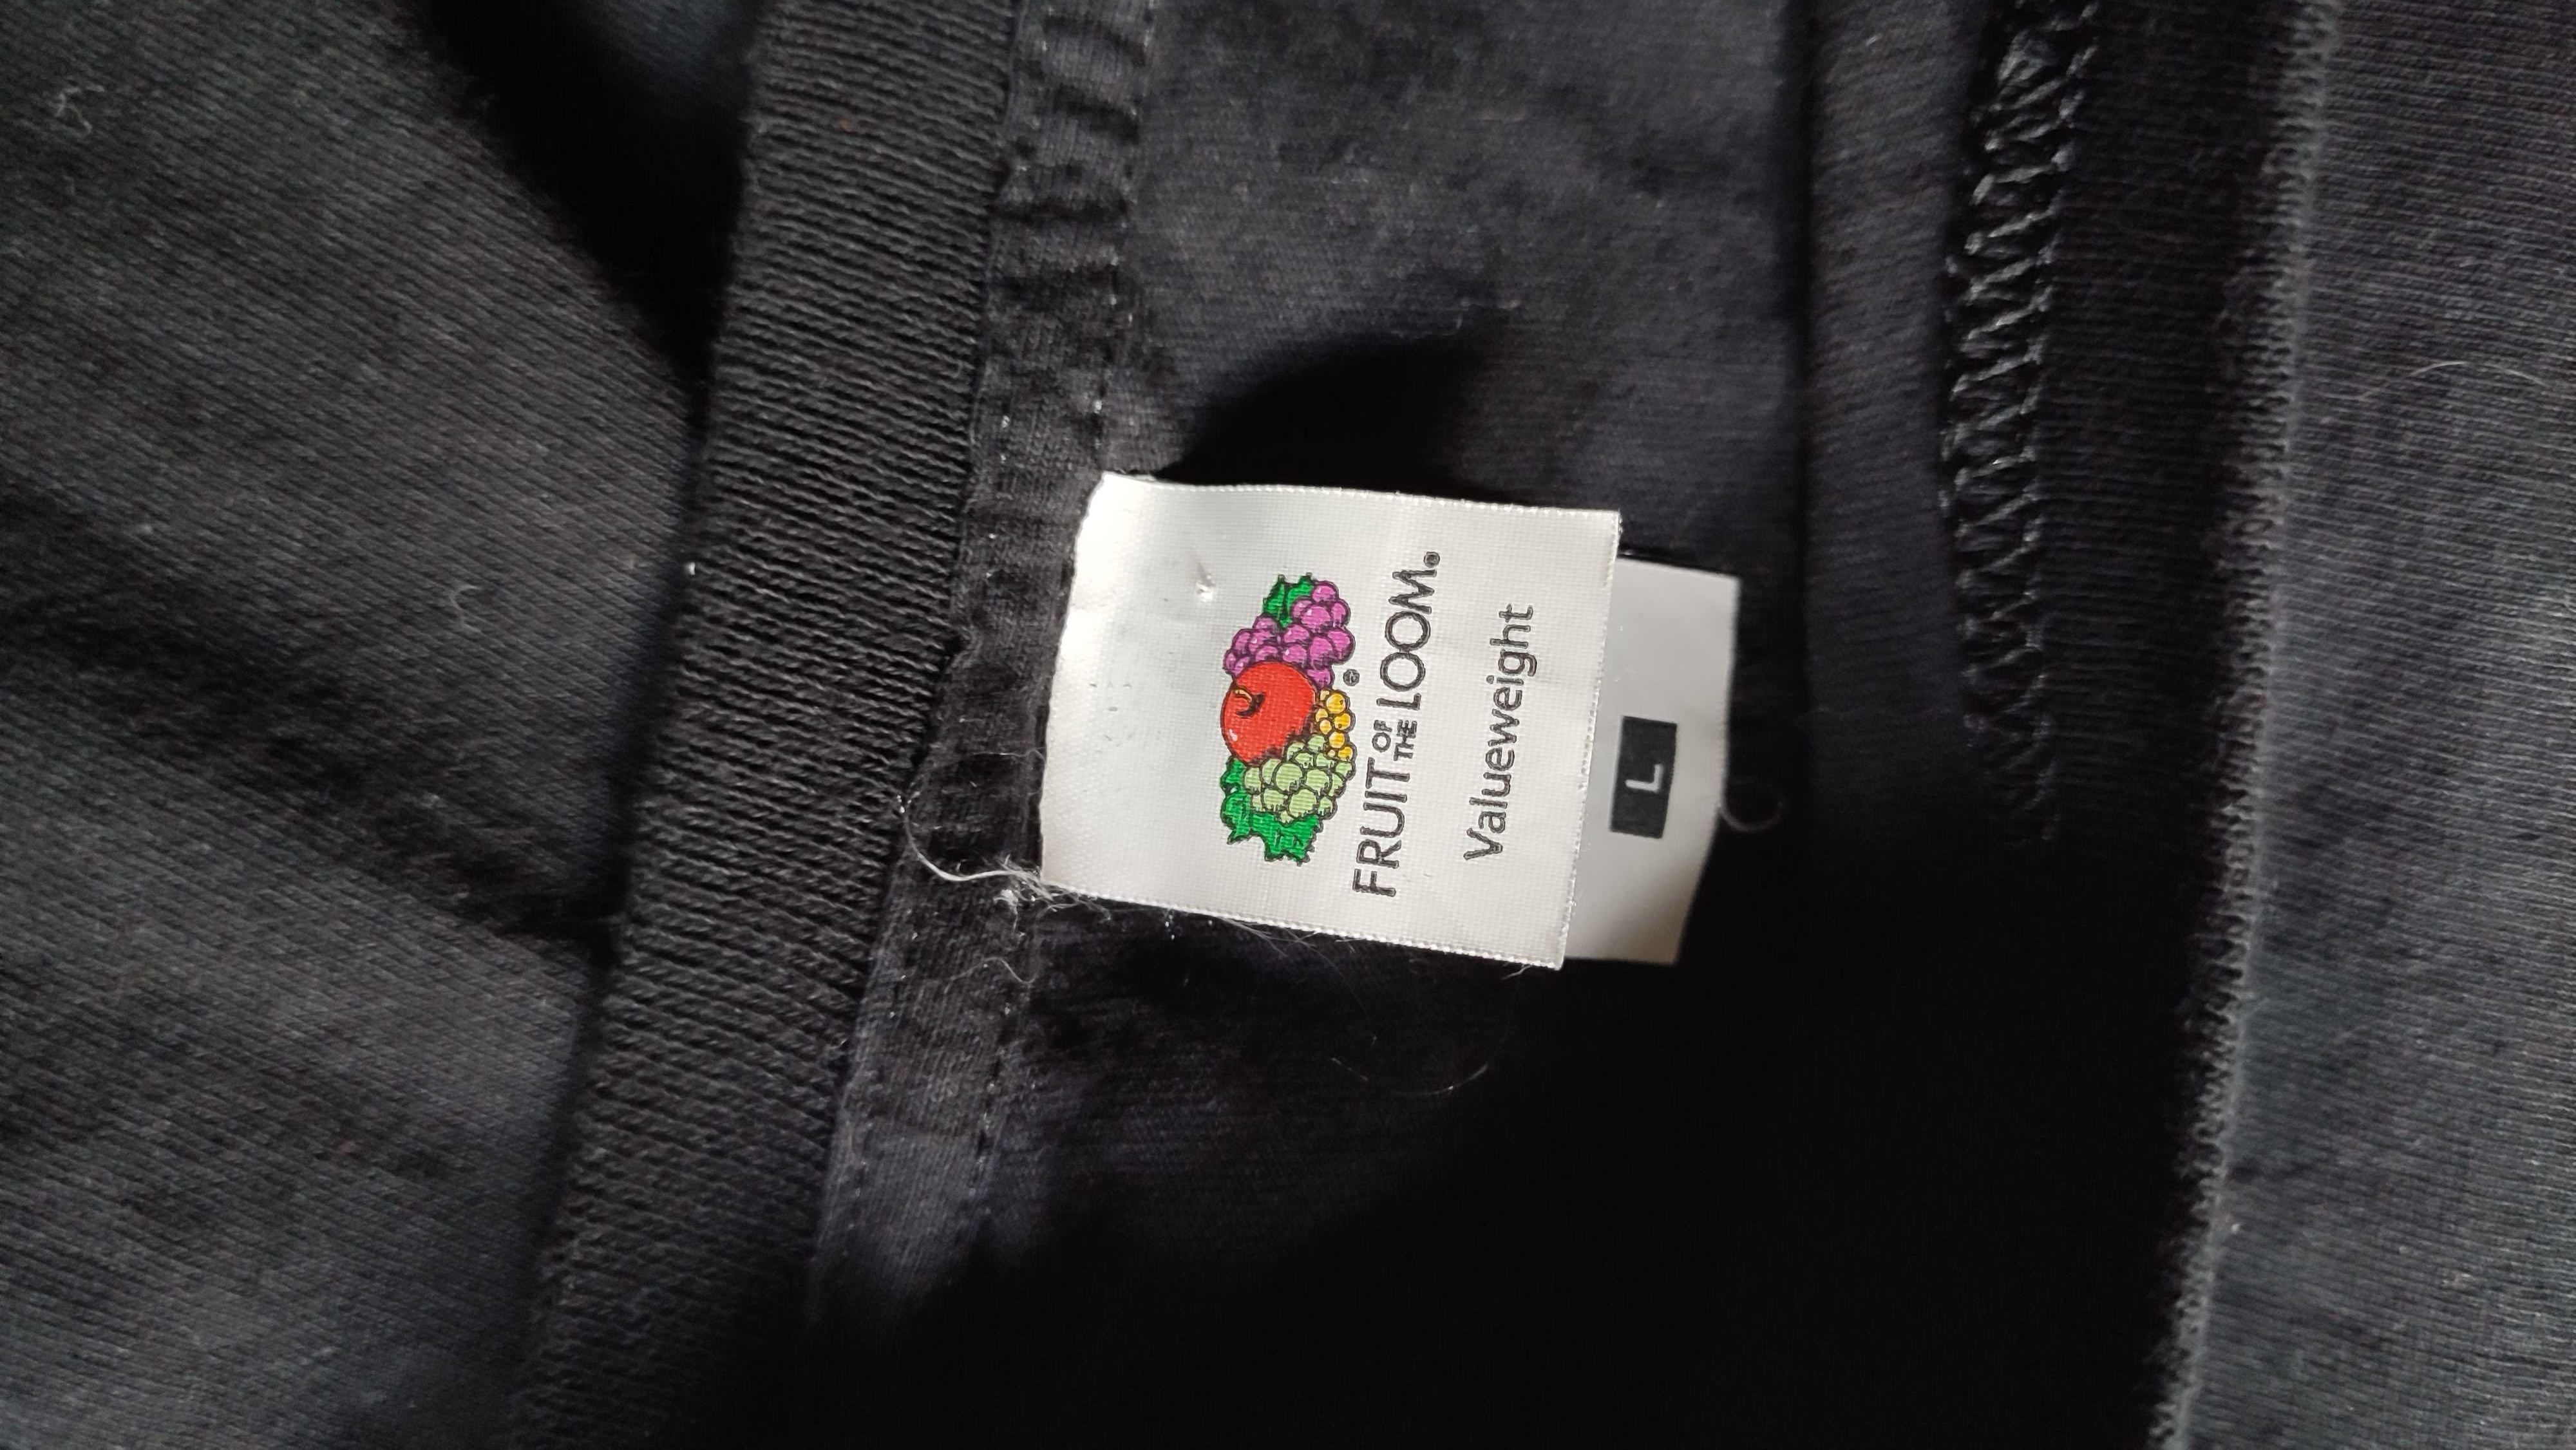 FRUIT OF THE LOOM®
Valueweight
L